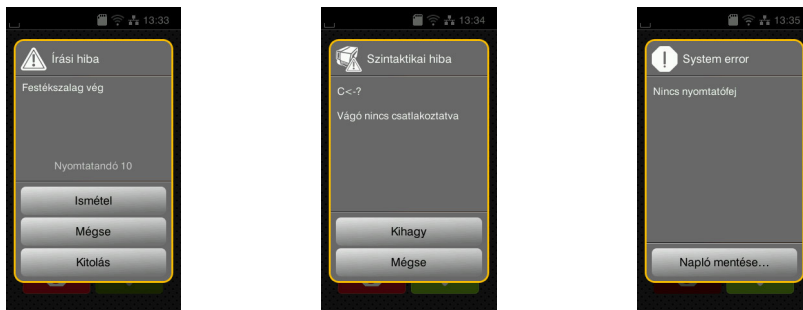 13:33
Írási hiba
Festékszalag vég
Nyomtatandó 10
Ismétel
Mégse
Kitolás
13:34
Szintaktikai hiba
C<-?
Vágó nincs csatlakoztatva
Kihagy
Mégse
13:35
System error
Nincs nyomtatófej
Napló mentése...